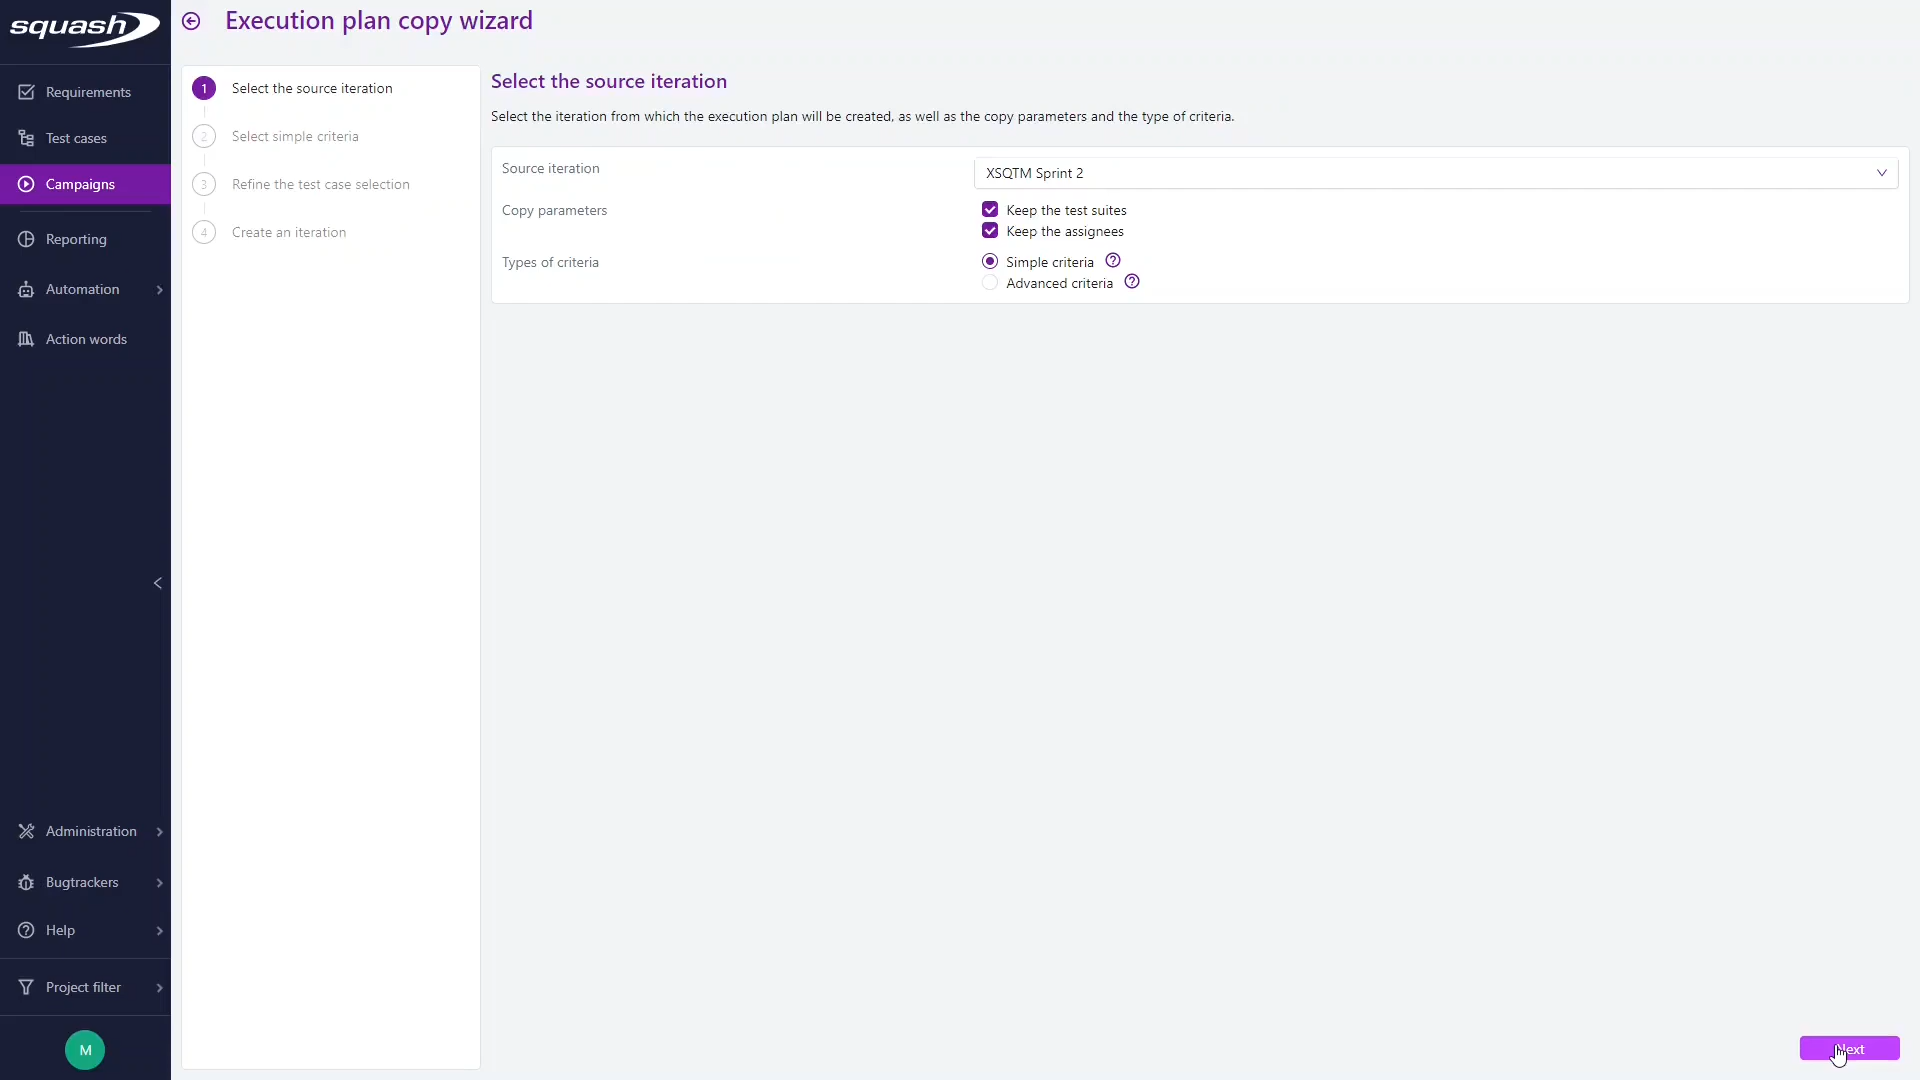 squash
Execution plan copy wizard
Requirements
Test cases
Campaigns
Reporting
Automation
Action words
Administration
Bugtrackers
Help
Project filter
M
1 Select the source iteration
2 Select simple criteria
3 Refine the test case selection
4 Create an iteration
Select the source iteration
Select the iteration from which the execution plan will be created, as well as the copy parameters and the type of criteria.
Source iteration
XSQTM Sprint 2
Copy parameters
Keep the test suites
Keep the assignees
Types of criteria
Simple criteria
Advanced criteria
Next